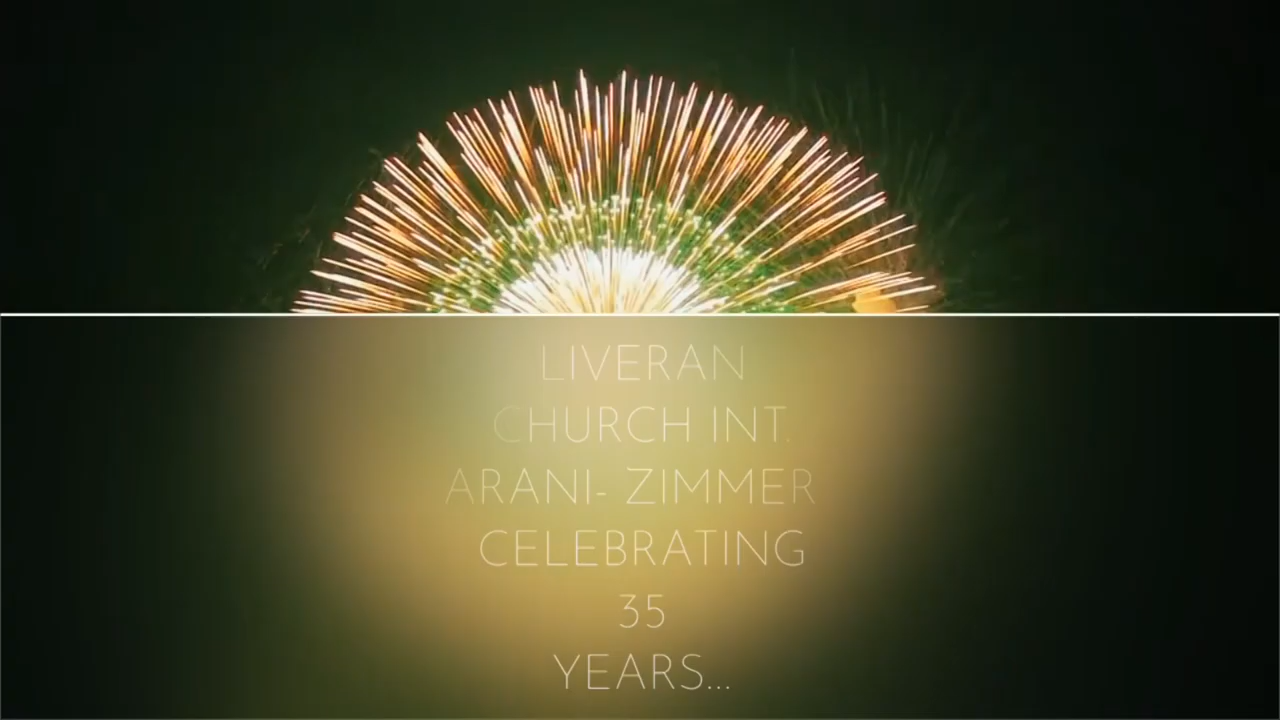 LIVERAN
CHURCH INT.
ARANI- ZIMMER
CELEBRATING
35
YEARS...